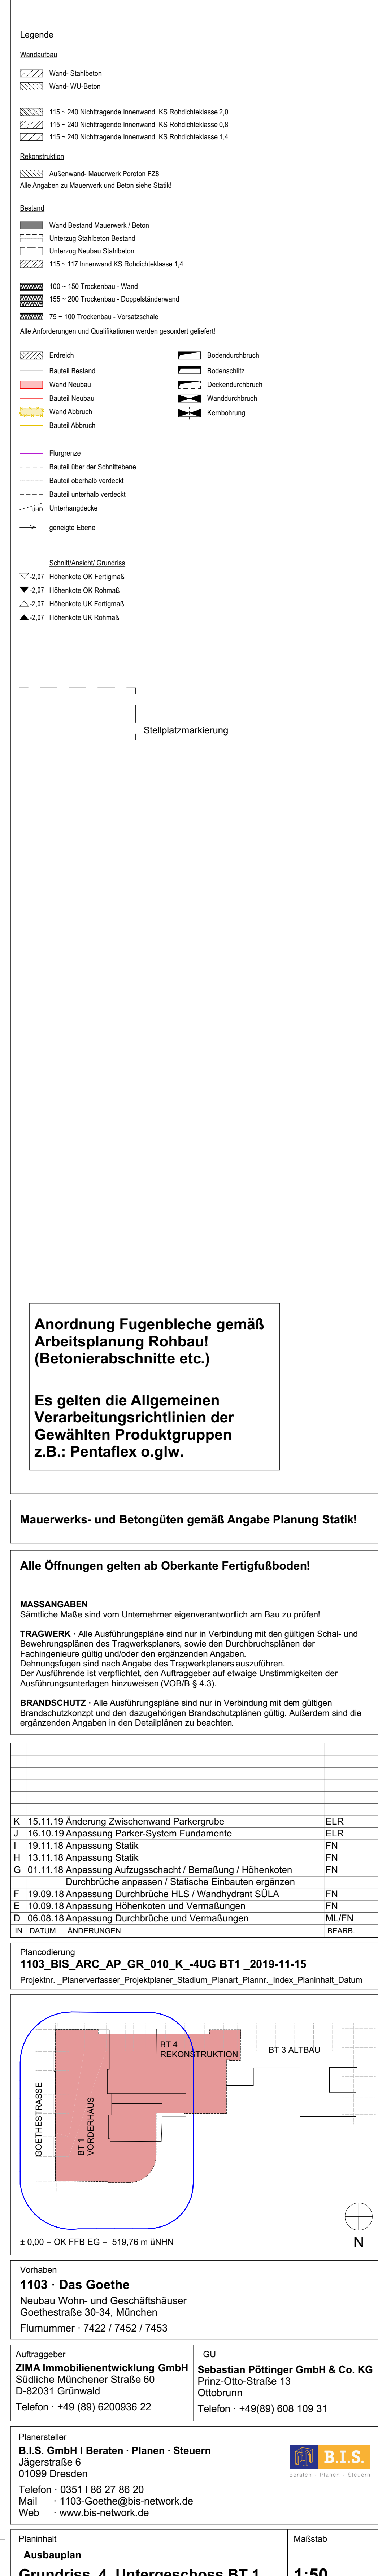 Legende
Wandaufbau
Wand- Stahlbeton
Wand- WU-Beton
115 ~ 240 Nichttragende Innenwand KS Rohdichteklasse 2,0
115 ~ 240 Nichttragende Innenwand KS Rohdichteklasse 0,8
115 ~ 240 Nichttragende Innenwand KS Rohdichteklasse 1,4
Rekonstruktion
Außenwand- Mauerwerk Poroton FZ8
Alle Angaben zu Mauerwerk und Beton siehe Statik!
Bestand
Wand Bestand Mauerwerk / Beton
Unterzug Stahlbeton Bestand
Unterzug Neubau Stahlbeton
115 ~ 117 Innenwand KS Rohdichteklasse 1,4
100 ~ 150 Trockenbau - Wand
155 ~ 200 Trockenbau - Doppelständerwand
75 ~ 100 Trockenbau - Vorsatzschale
Alle Anforderungen und Qualifikationen werden gesondert geliefert!
Erdreich
Bauteil Bestand
Wand Neubau
Bauteil Neubau
Wand Abbruch
Bauteil Abbruch
Bodendurchbruch
Bodenschlitz
Deckendurchbruch
Wanddurchbruch
Kernbohrung
Flurgrenze
Bauteil über der Schnittebene
Bauteil oberhalb verdeckt
Bauteil unterhalb verdeckt
UHD Unterhangdecke
geneigte Ebene
Schnitt/Ansicht/ Grundriss
-2,07 Höhenkote OK Fertigmaß
-2,07 Höhenkote OK Rohmaß
-2,07 Höhenkote UK Fertigmaß
-2,07 Höhenkote UK Rohmaß
Stellplatzmarkierung
Anordnung Fugenbleche gemäß
Arbeitsplanung Rohbau!
(Betonierabschnitte etc.)
Es gelten die Allgemeinen
Verarbeitungsrichtlinien der
Gewählten Produktgruppen
z.B.: Pentaflex o.glw.
Mauerwerks- und Betongüten gemäß Angabe Planung Statik!
Alle Öffnungen gelten ab Oberkante Fertigfußboden!
MASSANGABEN
Sämtliche Maße sind vom Unternehmer eigenverantwortlich am Bau zu prüfen!
TRAGWERK · Alle Ausführungspläne sind nur in Verbindung mit den gültigen Schal- und
Bewehrungsplänen des Tragwerksplaners, sowie den Durchbruchsplänen der
Fachingenieure gültig und/oder den ergänzenden Angaben.
Dehnungsfugen sind nach Angabe des Tragwerkplaners auszuführen.
Der Ausführende ist verpflichtet, den Auftraggeber auf etwaige Unstimmigkeiten der
Ausführungsunterlagen hinzuweisen (VOB/B § 4.3).
BRANDSCHUTZ · Alle Ausführungspläne sind nur in Verbindung mit dem gültigen
Brandschutzkonzpt und den dazugehörigen Brandschutzplänen gültig. Außerdem sind die
ergänzenden Angaben in den Detailplänen zu beachten.
K 15.11.19 Änderung Zwischenwand Parkergrube ELR
J 16.10.19 Anpassung Parker-System Fundamente ELR
I 19.11.18 Anpassung Statik FN
H 13.11.18 Anpassung Statik FN
G 01.11.18 Anpassung Aufzugsschacht / Bemaßung / Höhenkoten FN
Durchbrüche anpassen / Statische Einbauten ergänzen
F 19.09.18 Anpassung Durchbrüche HLS / Wandhydrant SÜLA FN
E 10.09.18 Anpassung Höhenkoten und Vermaßungen FN
D 06.08.18 Anpassung Durchbrüche und Vermaßungen ML/FN
IN DATUM ÄNDERUNGEN BEARB.
Plancodierung
1103_BIS_ARC_AP_GR_010_K_-4UG BT1 _2019-11-15
Projektnr. _Planerverfasser_Projektplaner_Stadium_Planart_Plannr._Index_Planinhalt_Datum
BT 4
REKONSTRUKTION
BT 3 ALTBAU
GOETHESTRASSE
BT 1
VORDERHAUS
± 0,00 = OK FFB EG = 519,76 m üNHN
N
Vorhaben
1103 · Das Goethe
Neubau Wohn- und Geschäftshäuser
Goethestraße 30-34, München
Flurnummer · 7422 / 7452 / 7453
Auftraggeber
ZIMA Immobilienentwicklung GmbH
Südliche Münchener Straße 60
D-82031 Grünwald
Telefon · +49 (89) 6200936 22
GU
Sebastian Pöttinger GmbH & Co. KG
Prinz-Otto-Straße 13
Ottobrunn
Telefon · +49(89) 608 109 31
Planersteller
B.I.S. GmbH I Beraten · Planen · Steuern
Jägerstraße 6
01099 Dresden
Telefon · 0351 I 86 27 86 20
Mail · 1103-Goethe@bis-network.de
Web · www.bis-network.de
B.I.S.
Beraten - Planen - Steuern
Planinhalt
Ausbauplan
Grundriss 4. Untergeschoss BT 1
Maßstab
1:50